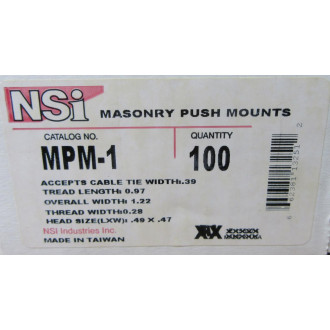 NSi MASONRY PUSH MOUNTS
CATALOG NO. QUANTITY
MPM-1 100
ACCEPTS CABLE TIE WIDTH:.39
TREAD LENGTH: 0.97
OVERALL WIDTH: 1.22
THREAD WIDTH:0.28
HEAD SIZE(LXW): .49 X .47
NSI Industries Inc.
MADE IN TAIWAN